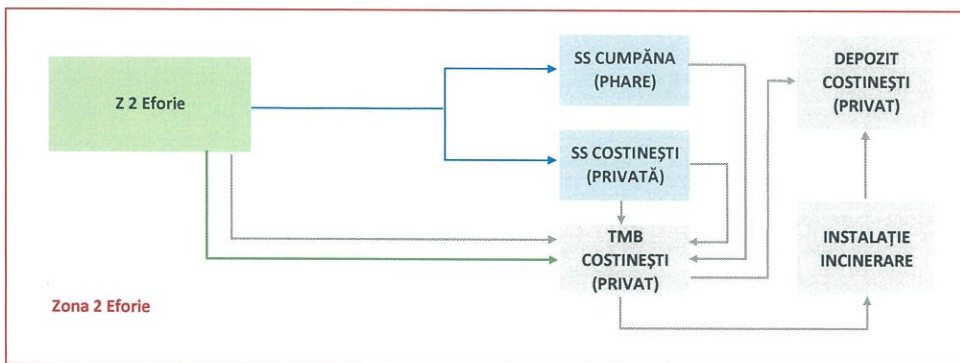 Z 2 Eforie
SS CUMPĂNA
(PHARE)
DEPOZIT
COSTINEȘTI
(PRIVAT)
SS COSTINEȘTI
(PRIVATĂ)
TMB
COSTINEȘTI
(PRIVAT)
INSTALAȚIE
INCINERARE
Zona 2 Eforie